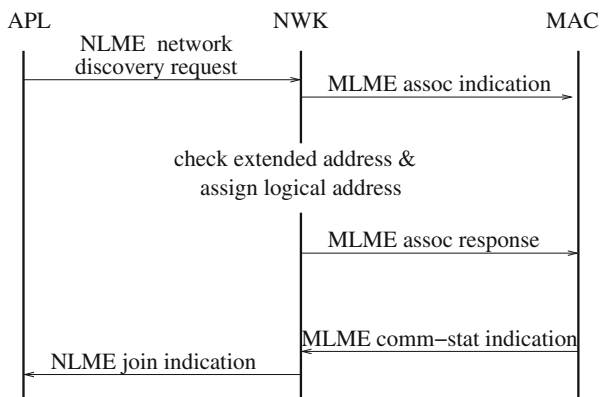 APL NWK MAC
NLME network
discovery request
MLME assoc indication
check extended address &
assign logical address
MLME assoc response
MLME comm−stat indication
NLME join indication